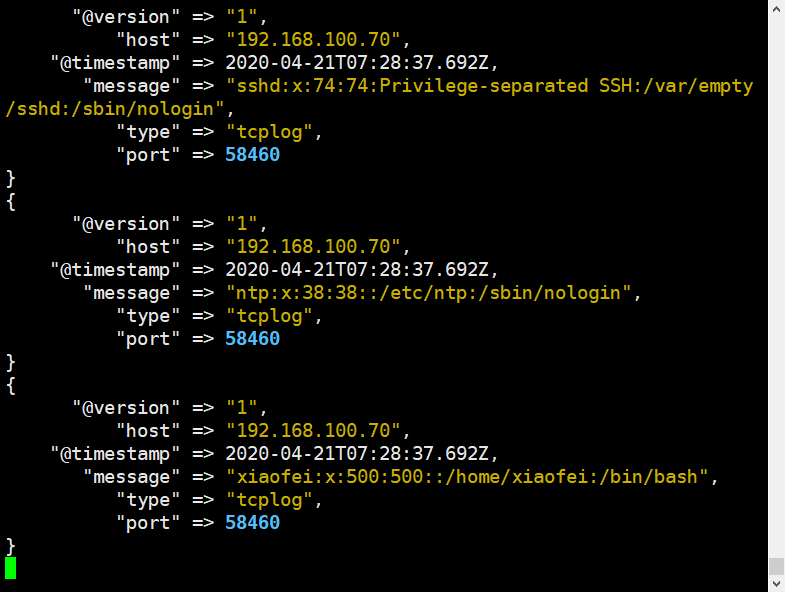 "@version" => "1",
"host" => "192.168.100.70",
"@timestamp" => 2020-04-21T07:28:37.692Z,
"message" => "sshd:x:74:74:Privilege-separated SSH:/var/empty
/sshd:/sbin/nologin",
"type" => "tcplog",
"port" => 58460
}
{
"@version" => "1",
"host" => "192.168.100.70",
"@timestamp" => 2020-04-21T07:28:37.692Z,
"message" => "ntp:x:38:38::/etc/ntp:/sbin/nologin",
"type" => "tcplog",
"port" => 58460
}
{
"@version" => "1",
"host" => "192.168.100.70",
"@timestamp" => 2020-04-21T07:28:37.692Z,
"message" => "xiaofei:x:500:500::/home/xiaofei:/bin/bash",
"type" => "tcplog",
"port" => 58460
}